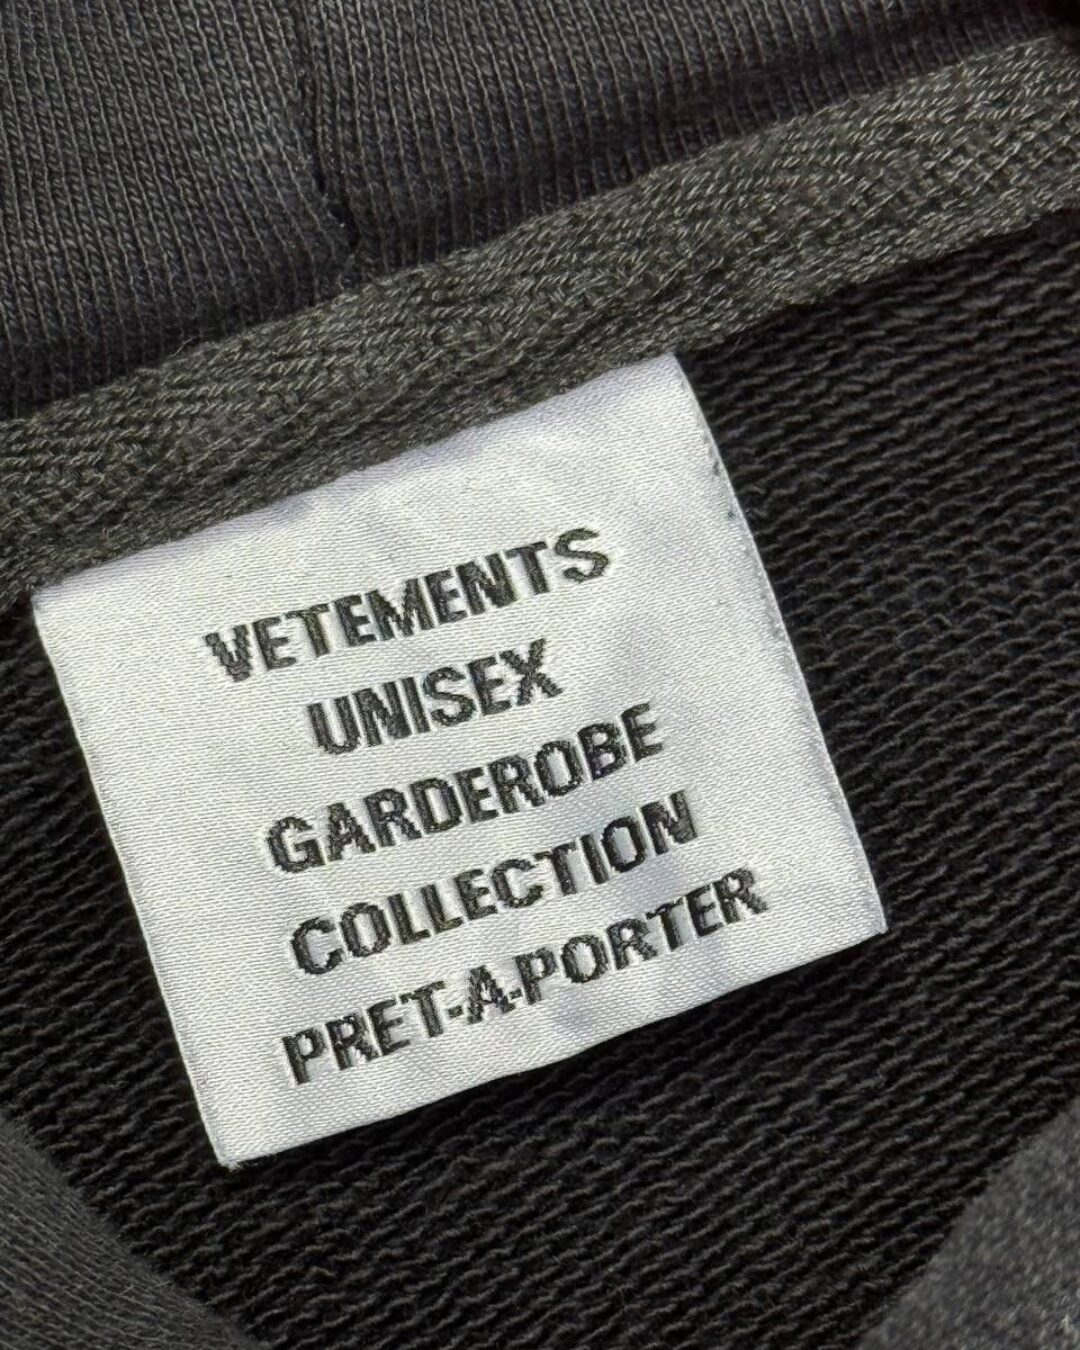 VETEMENTS
UNISEX
GARDEROBE
COLLECTION
PRET-A-PORTER